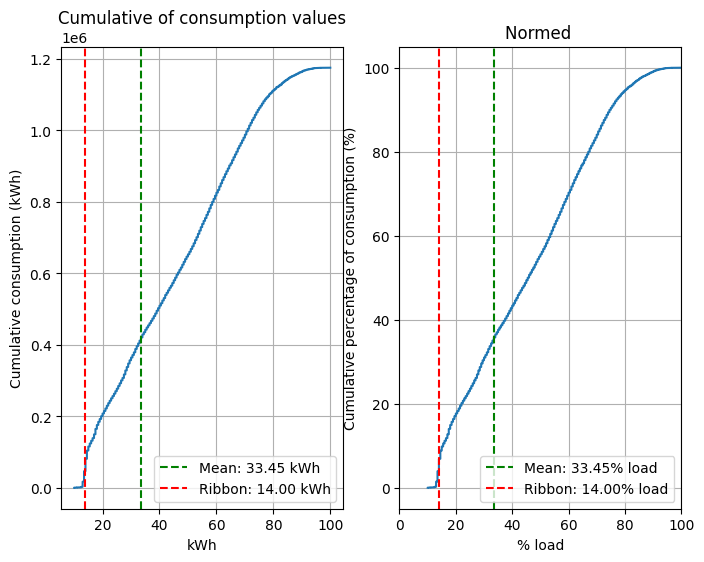 Cumulative of consumption values
1e6
1.2
1.0
0.8
0.6
0.4
0.2
0.0
Cumulative consumption (kWh)
20 40 60 80 100
kWh
Mean: 33.45 kWh
Ribbon: 14.00 kWh
Normed
100
80
60
40
20
0
Cumulative percentage of consumption (%)
0 20 40 60 80 100
% load
Mean: 33.45% load
Ribbon: 14.00% load